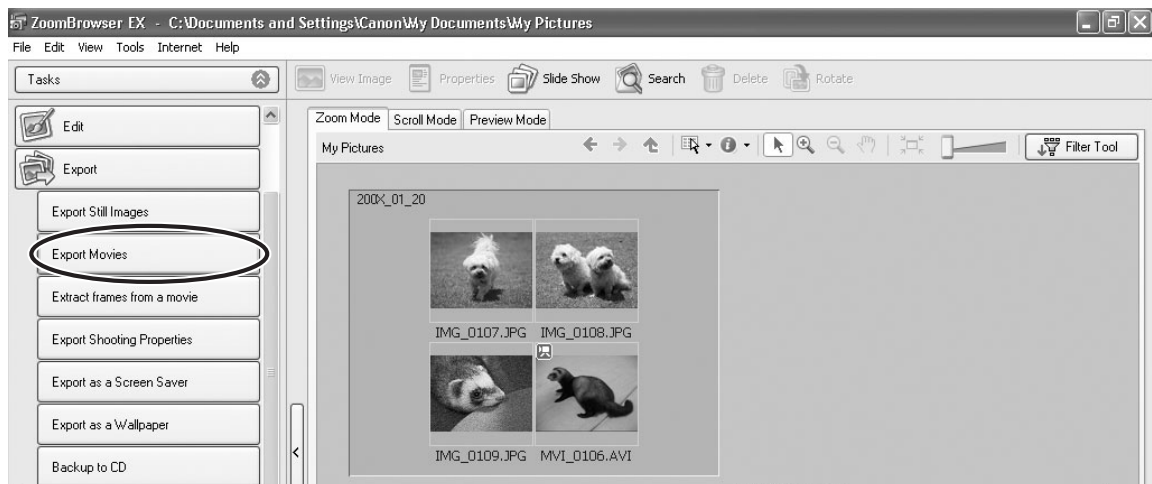 ZoomBrowser EX - C:\Documents and Settings\Canon\My Documents\My Pictures
File Edit View Tools Internet Help
Tasks
View Image Properties Slide Show Search Delete Rotate
Edit
Export
Export Still Images
Export Movies
Extract frames from a movie
Export Shooting Properties
Export as a Screen Saver
Export as a Wallpaper
Backup to CD
Zoom Mode Scroll Mode Preview Mode
My Pictures
Filter Tool
200X_01_20
IMG_0107.JPG IMG_0108.JPG
IMG_0109.JPG MVI_0106.AVI